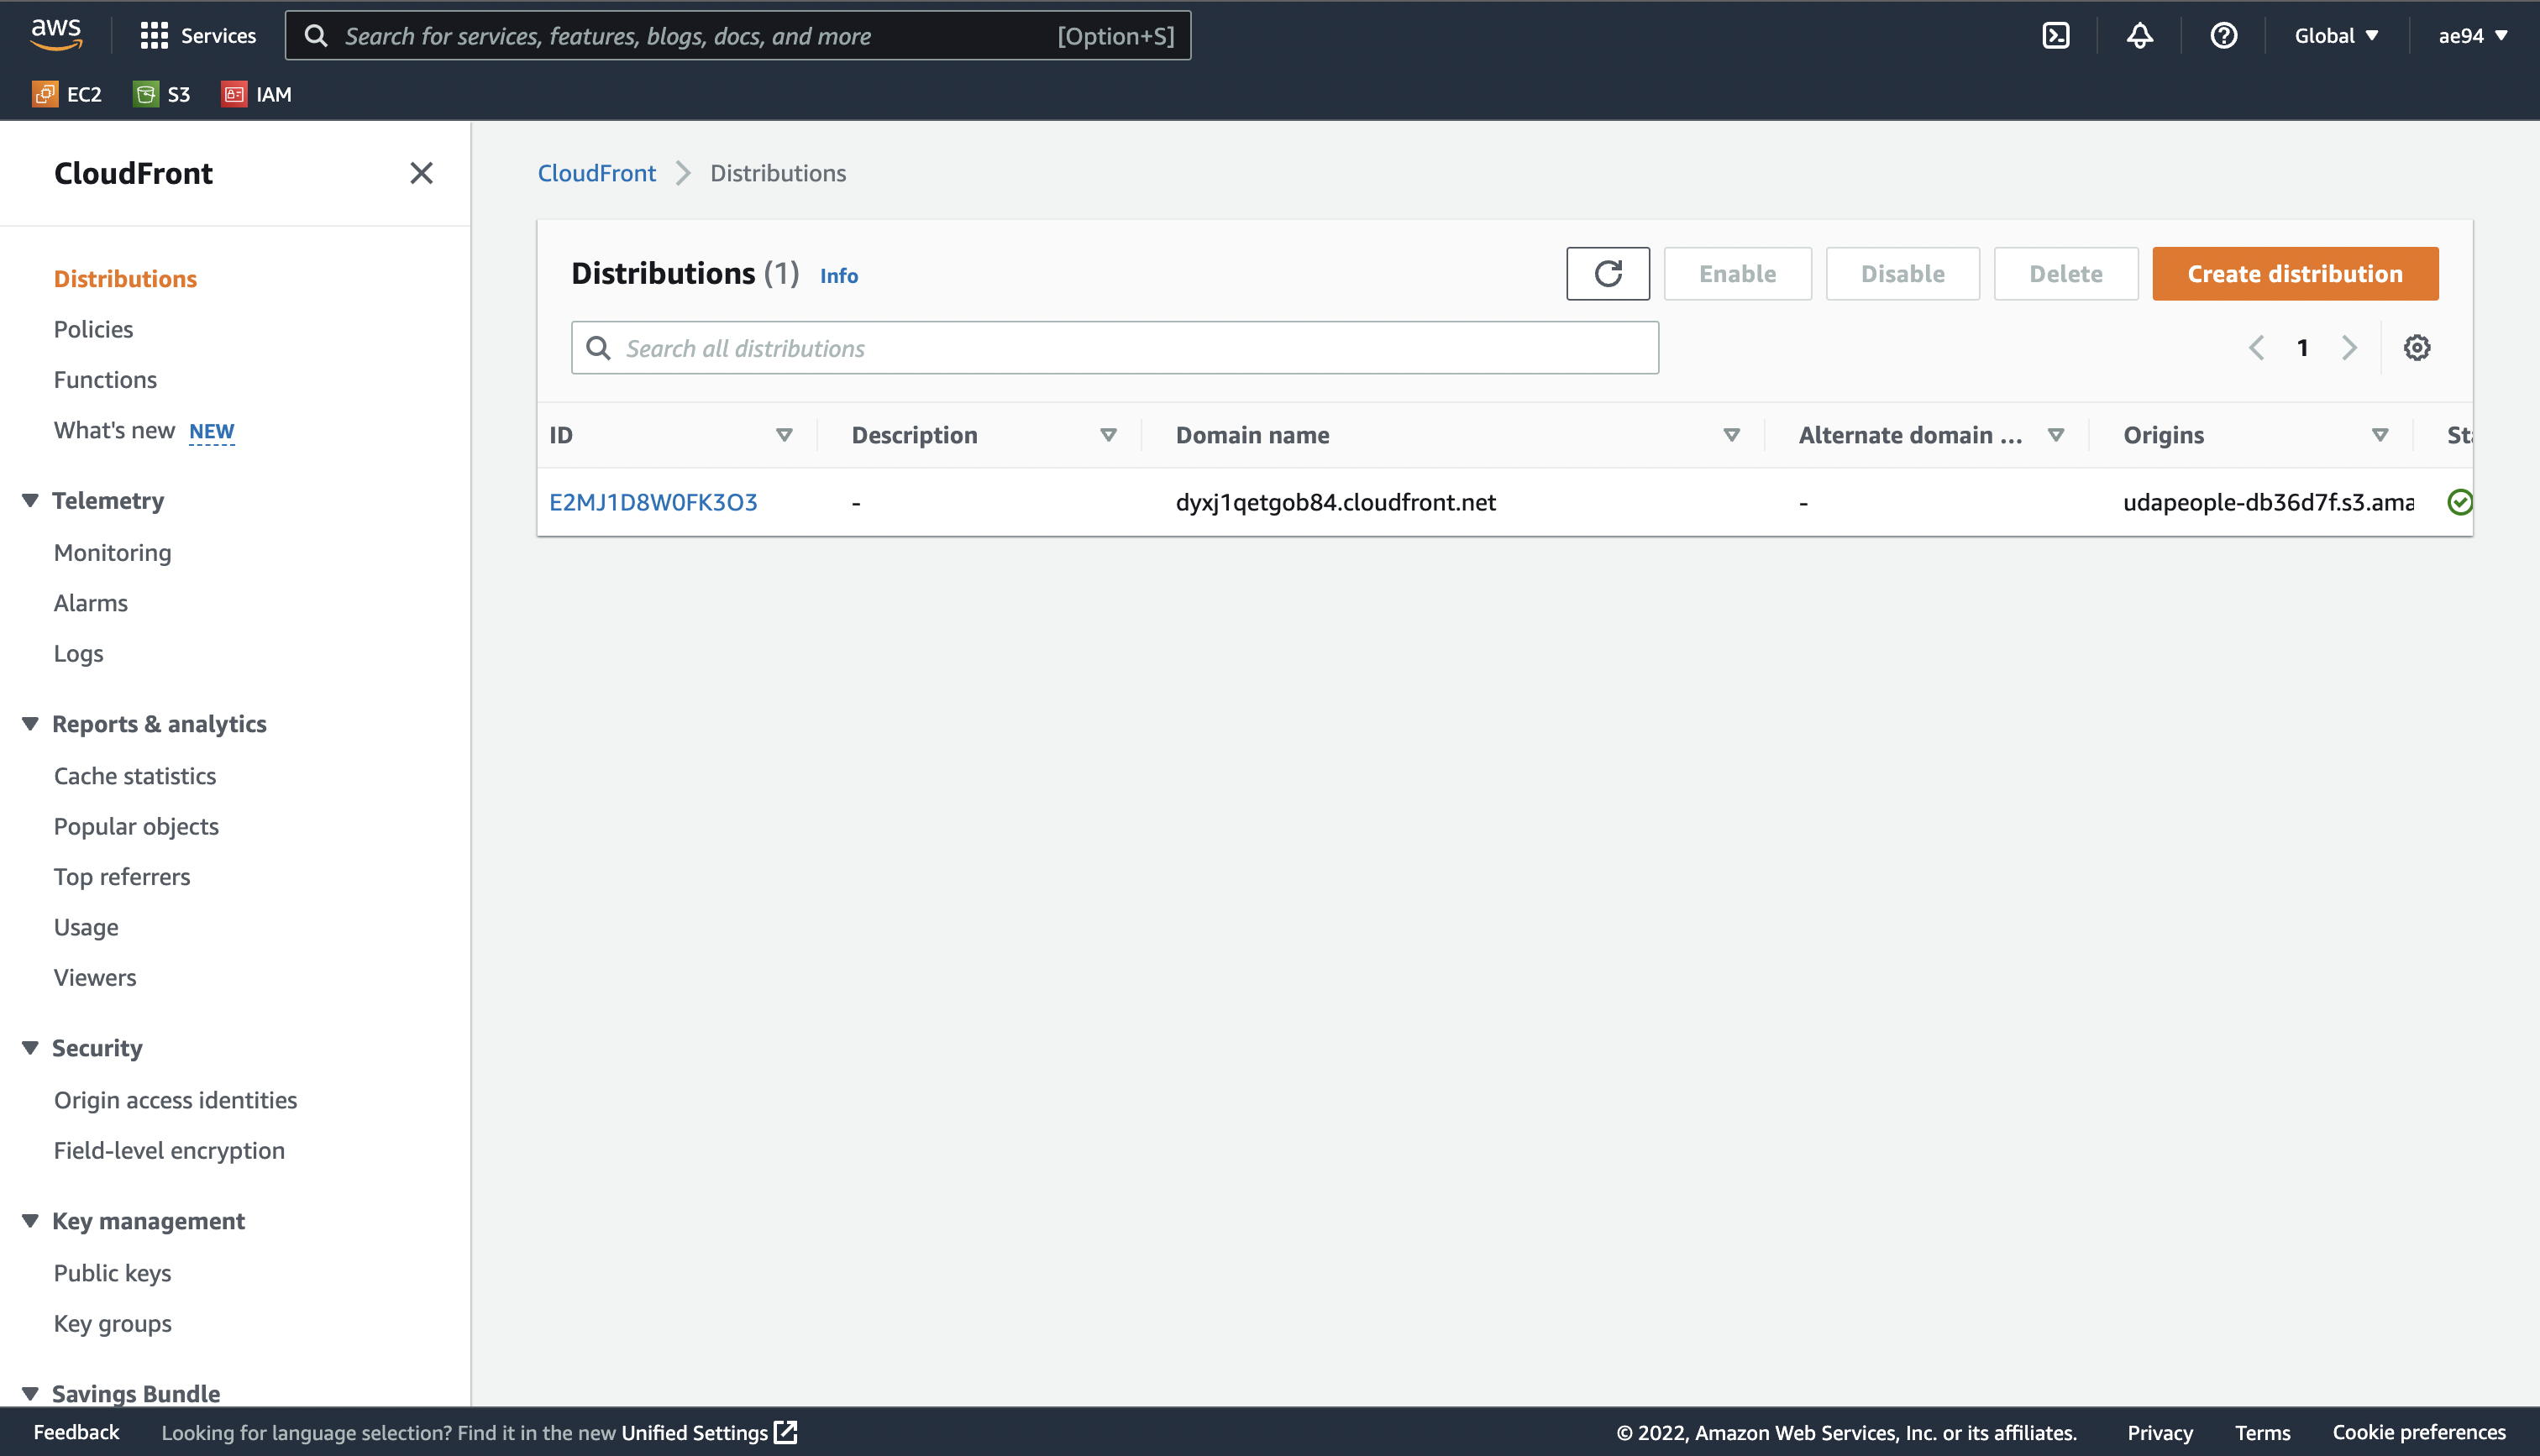 aws
Services
Search for services, features, blogs, docs, and more [Option+S]
Global
ae94
EC2
S3
IAM
CloudFront
Distributions
Policies
Functions
What's new NEW
Telemetry
Monitoring
Alarms
Logs
Reports & analytics
Cache statistics
Popular objects
Top referrers
Usage
Viewers
Security
Origin access identities
Field-level encryption
Key management
Public keys
Key groups
Savings Bundle
CloudFront Distributions
Distributions (1) Info
Enable
Disable
Delete
Create distribution
Search all distributions
1
ID Description Domain name Alternate domain ... Origins
E2MJ1D8W0FK3O3 - dyxj1qetgob84.cloudfront.net - udapeople-db36d7f.s3.ama
Feedback
Looking for language selection? Find it in the new Unified Settings
© 2022, Amazon Web Services, Inc. or its affiliates.
Privacy
Terms
Cookie preferences